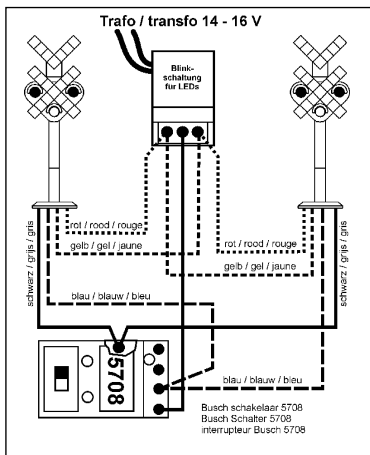 Trafo / transfo 14 - 16 V
Blink-
schaltung
für LEDs
rot / rood / rouge
gelb / gel / jaune
rot / rood / rouge
gelb / gel / jaune
schwarz / grijs / gris
schwarz / grijs / gris
blau / blauw / bleu
5708
blau / blauw / bleu
Busch schakelaar 5708
Busch Schalter 5708
interrupteur Busch 5708